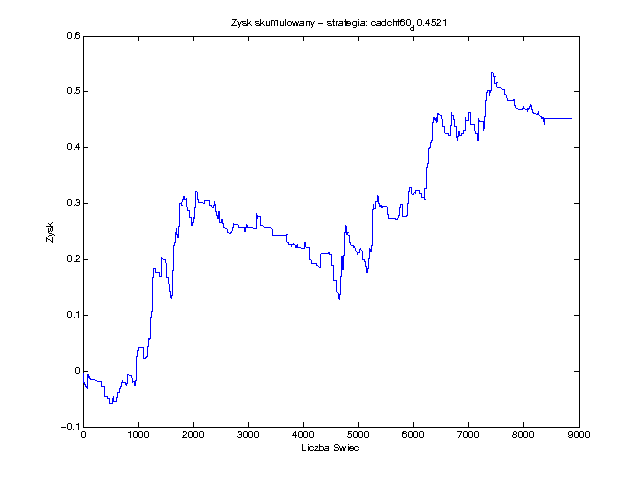 Zysk skumulowany – strategia: cadchf60_d 0.4521
0.6
0.5
0.4
0.3
0.2
0.1
0
−0.1
Zysk
0 1000 2000 3000 4000 5000 6000 7000 8000 9000
Liczba Swiec